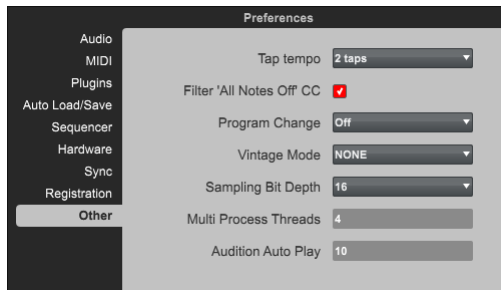 Preferences
Audio
MIDI
Plugins
Auto Load/Save
Sequencer
Hardware
Sync
Registration
Other
Tap tempo 2 taps
Filter 'All Notes Off' CC
Program Change Off
Vintage Mode NONE
Sampling Bit Depth 16
Multi Process Threads 4
Audition Auto Play 10